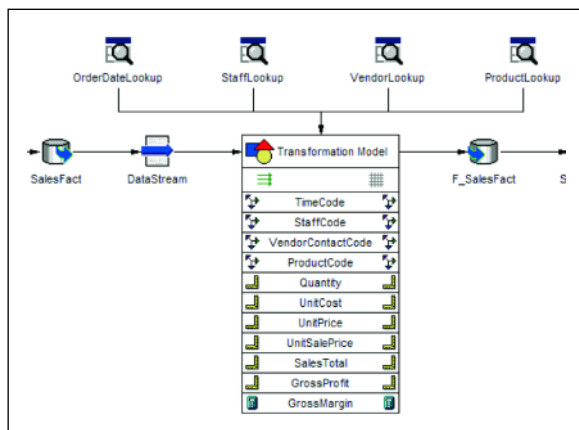 OrderDateLookup StaffLookup VendorLookup ProductLookup
Transformation Model
SalesFact DataStream F_SalesFact S
TimeCode
StaffCode
VendorContactCode
ProductCode
Quantity
UnitCost
UnitPrice
UnitSalePrice
SalesTotal
GrossProfit
GrossMargin